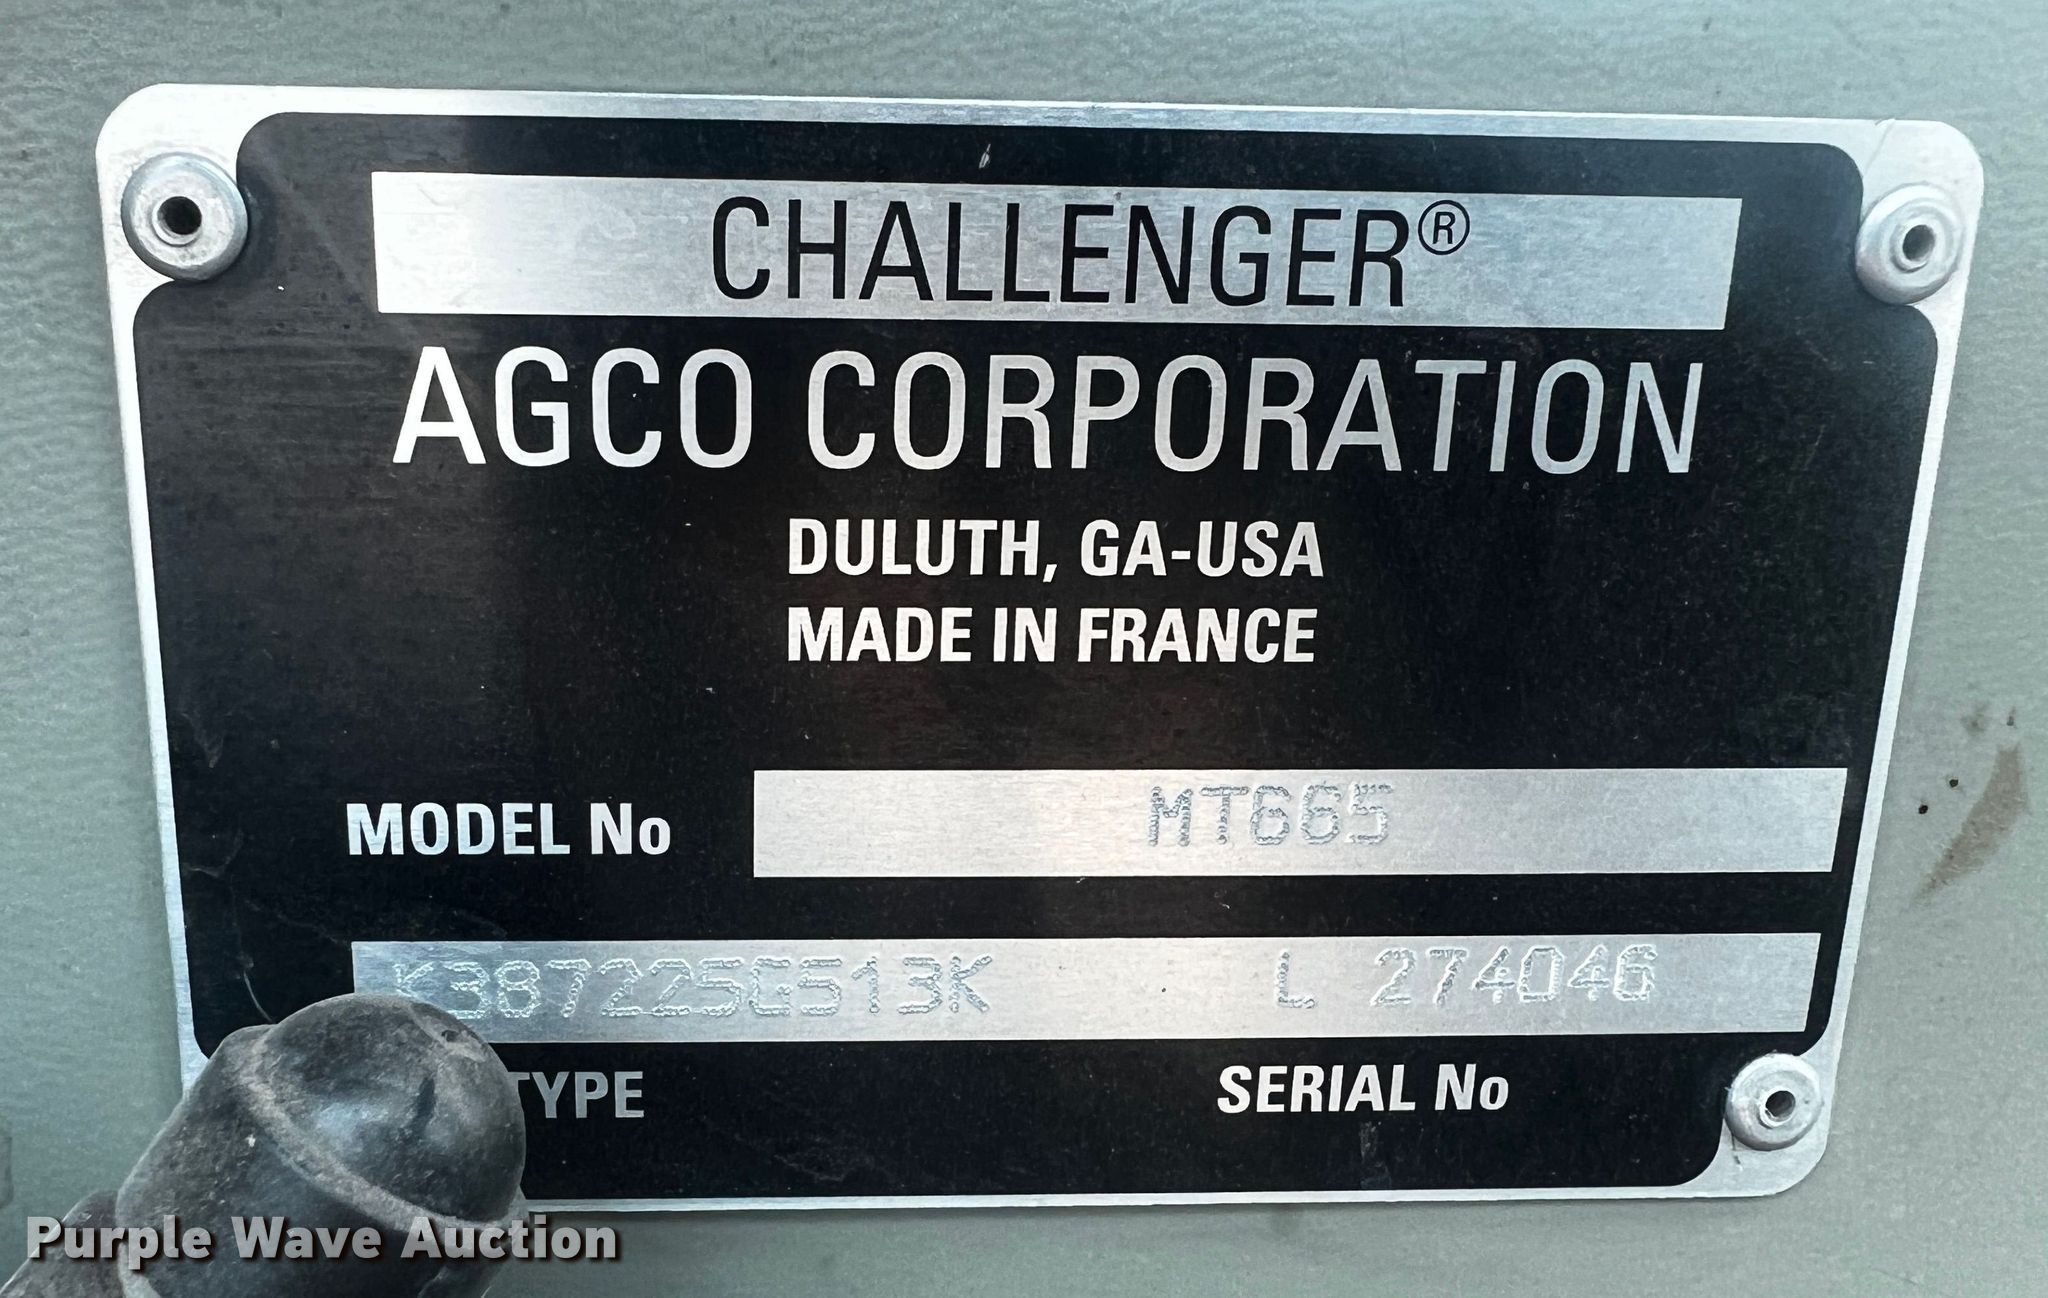 CHALLENGER®
AGCO CORPORATION
DULUTH, GA-USA
MADE IN FRANCE
MODEL No MT665
K387225G513K L 274046
TYPE SERIAL No
Purple Wave Auction